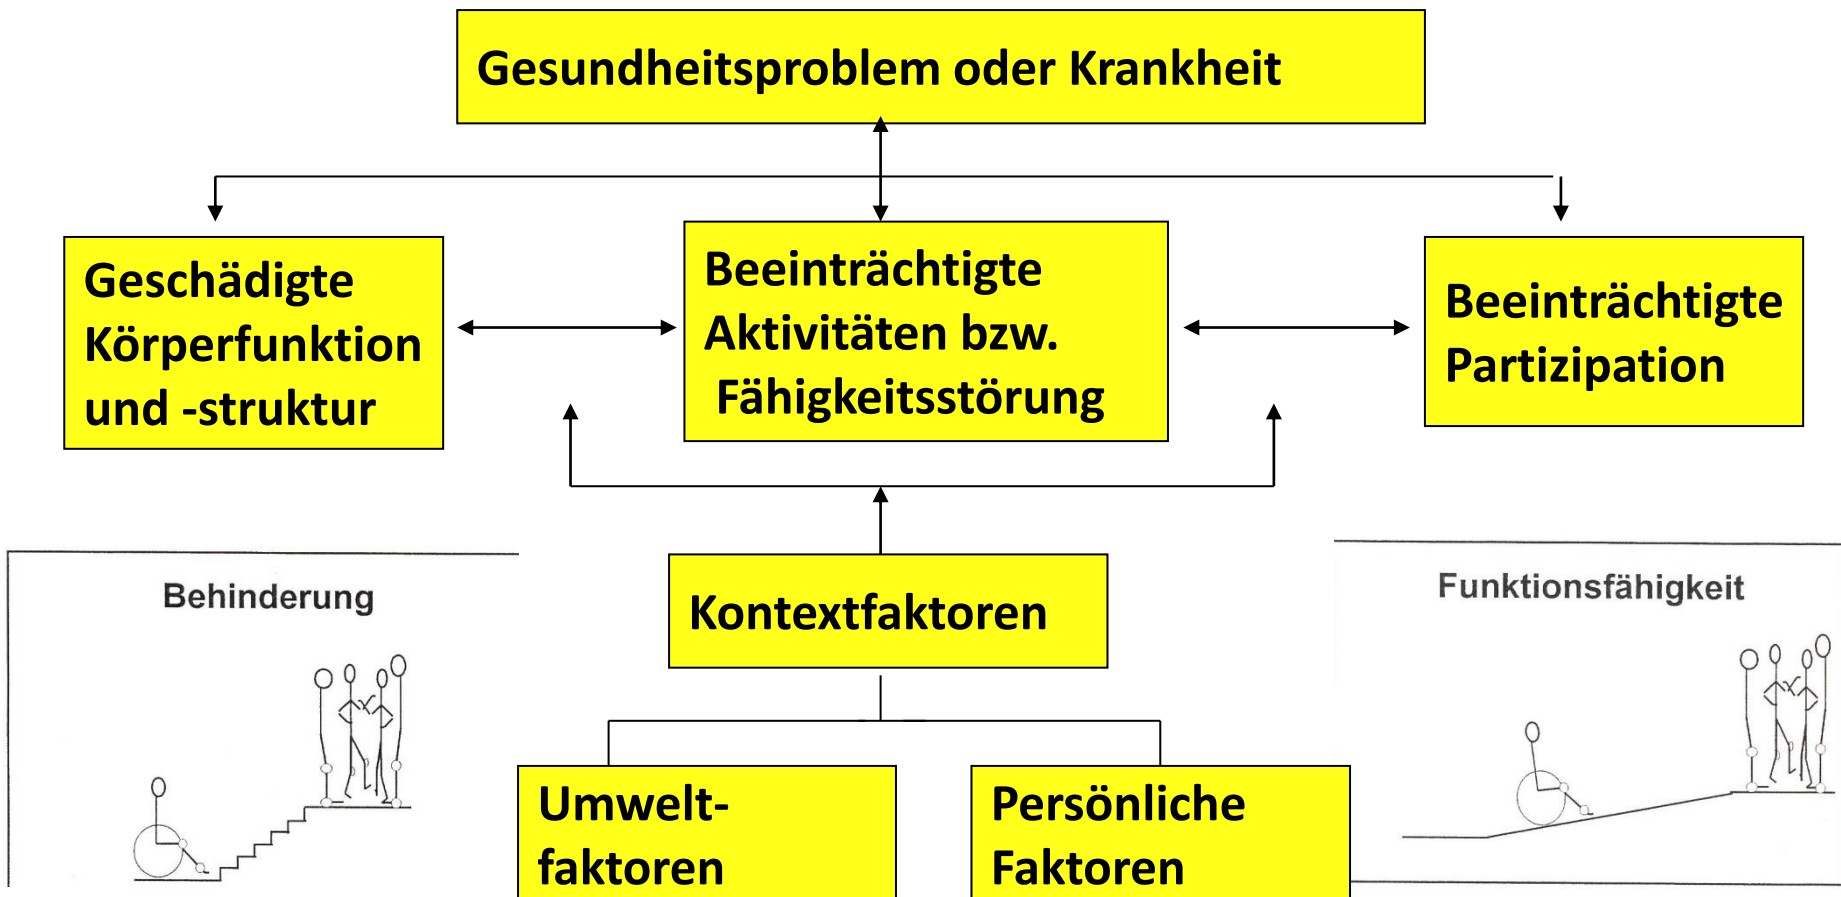 Gesundheitsproblem oder Krankheit
Geschädigte
Körperfunktion
und -struktur
Beeinträchtigte
Aktivitäten bzw.
Fähigkeitsstörung
Beeinträchtigte
Partizipation
Behinderung
Kontextfaktoren
Funktionsfähigkeit
Umwelt-
faktoren
Persönliche
Faktoren